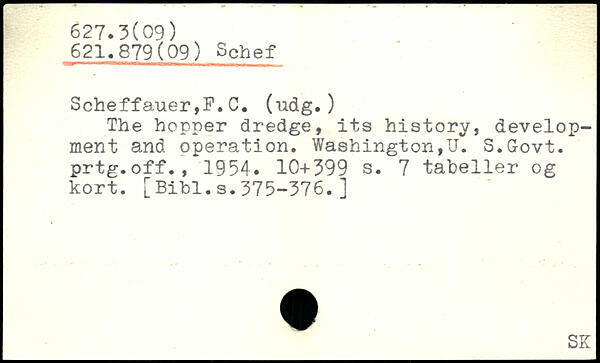 627.3(09)
621.879(09) Schef
Scheffauer,F.C. (udg.)
The hopper dredge, its history, develop-
ment and operation. Washington,U. S.Govt.
prtg.off., 1954. 10+399 s. 7 tabeller og
kort. [Bibl.s.375-376.]
SK